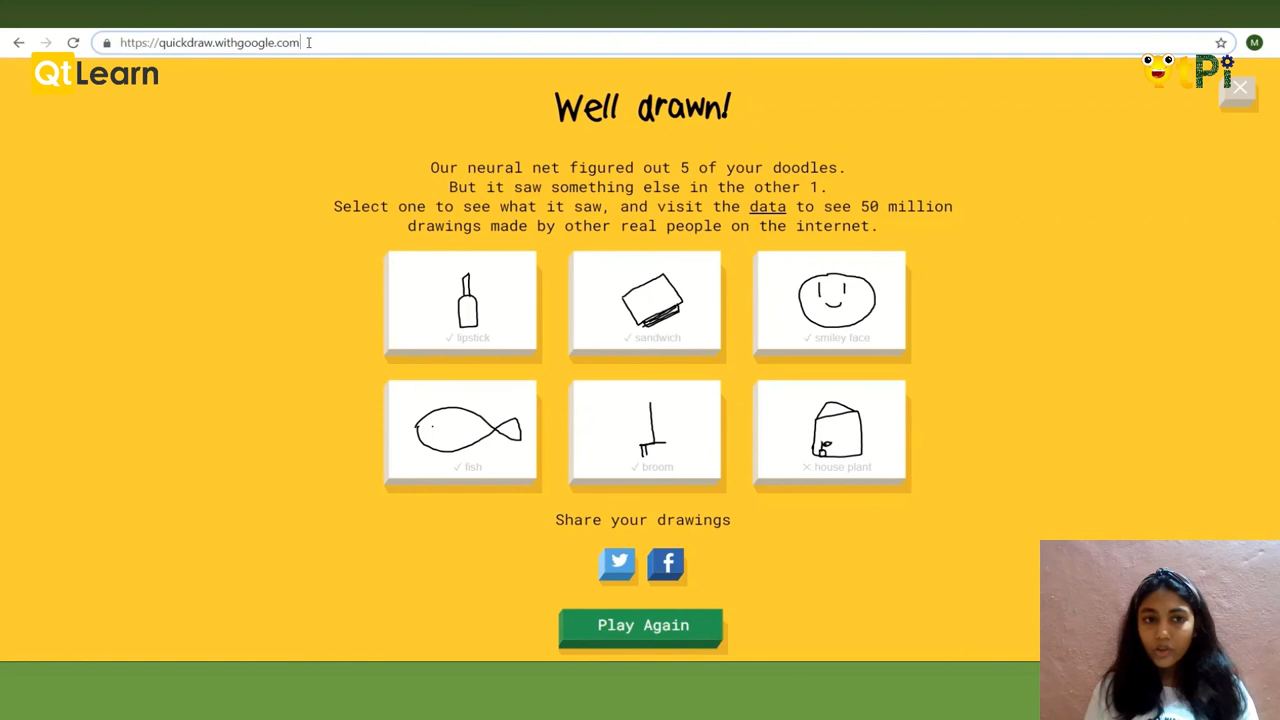 https://quickdraw.withgoogle.com
M
QtLearn
QtPi
Well drawn!
Our neural net figured out 5 of your doodles.
But it saw something else in the other 1.
Select one to see what it saw, and visit the data to see 50 million
drawings made by other real people on the internet.
✓ lipstick
✓ sandwich
✓ smiley face
✓ fish
✓ broom
✕ house plant
Share your drawings
Play Again